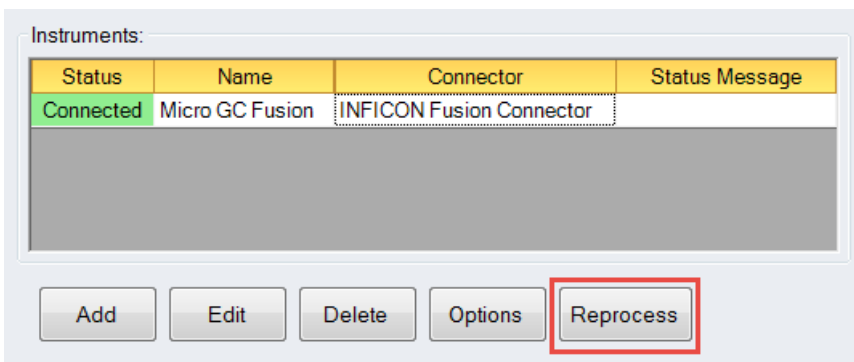 Instruments:
Status Name Connector Status Message
Connected Micro GC Fusion INFICON Fusion Connector
Add Edit Delete Options Reprocess